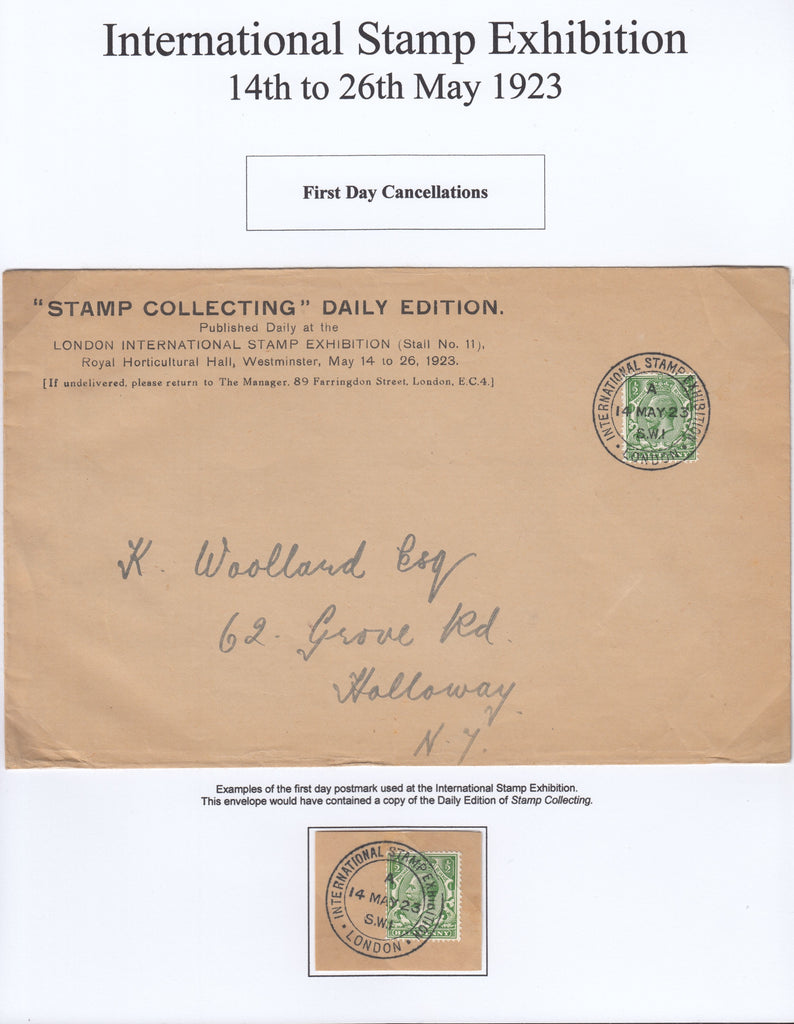 International Stamp Exhibition
14th to 26th May 1923
First Day Cancellations
"STAMP COLLECTING" DAILY EDITION.
Published Daily at the
LONDON INTERNATIONAL STAMP EXHIBITION (Stall No. 11),
Royal Horticultural Hall, Westminster, May 14 to 26, 1923.
[If undelivered, please return to The Manager, 89 Farringdon Street, London, E.C.4.]
INTERNATIONAL STAMP EXHIBITION
A
14 MAY 23
S.W.1
• LONDON •
K. Woolland Esq
62. Grove Rd.
Holloway
N. 7.
Examples of the first day postmark used at the International Stamp Exhibition.
This envelope would have contained a copy of the Daily Edition of Stamp Collecting.
INTERNATIONAL STAMP EXHIBITION
A
14 MAY 23
S.W.1
• LONDON •